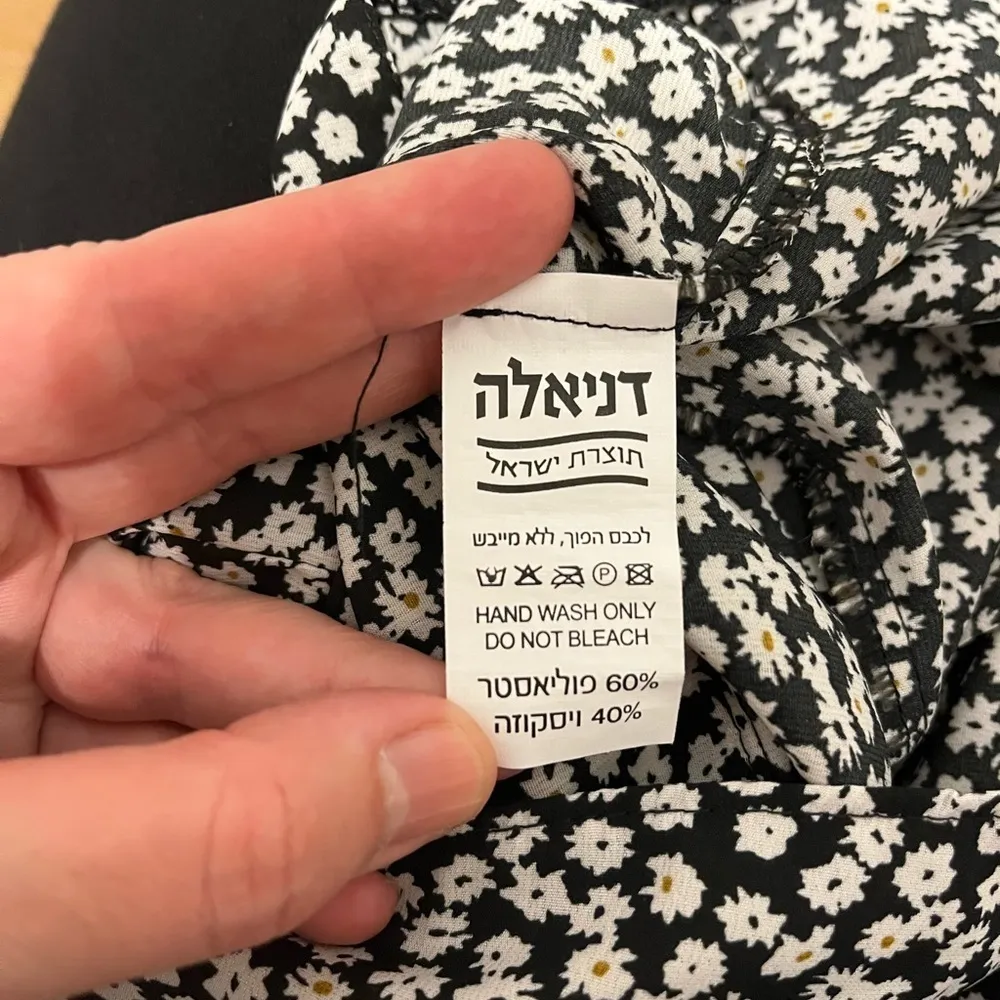 דניאלה
תוצרת ישראל
לכבס הפוך, ללא מייבש
P
HAND WASH ONLY
DO NOT BLEACH
60% פוליאסטר
40% ויסקוזה